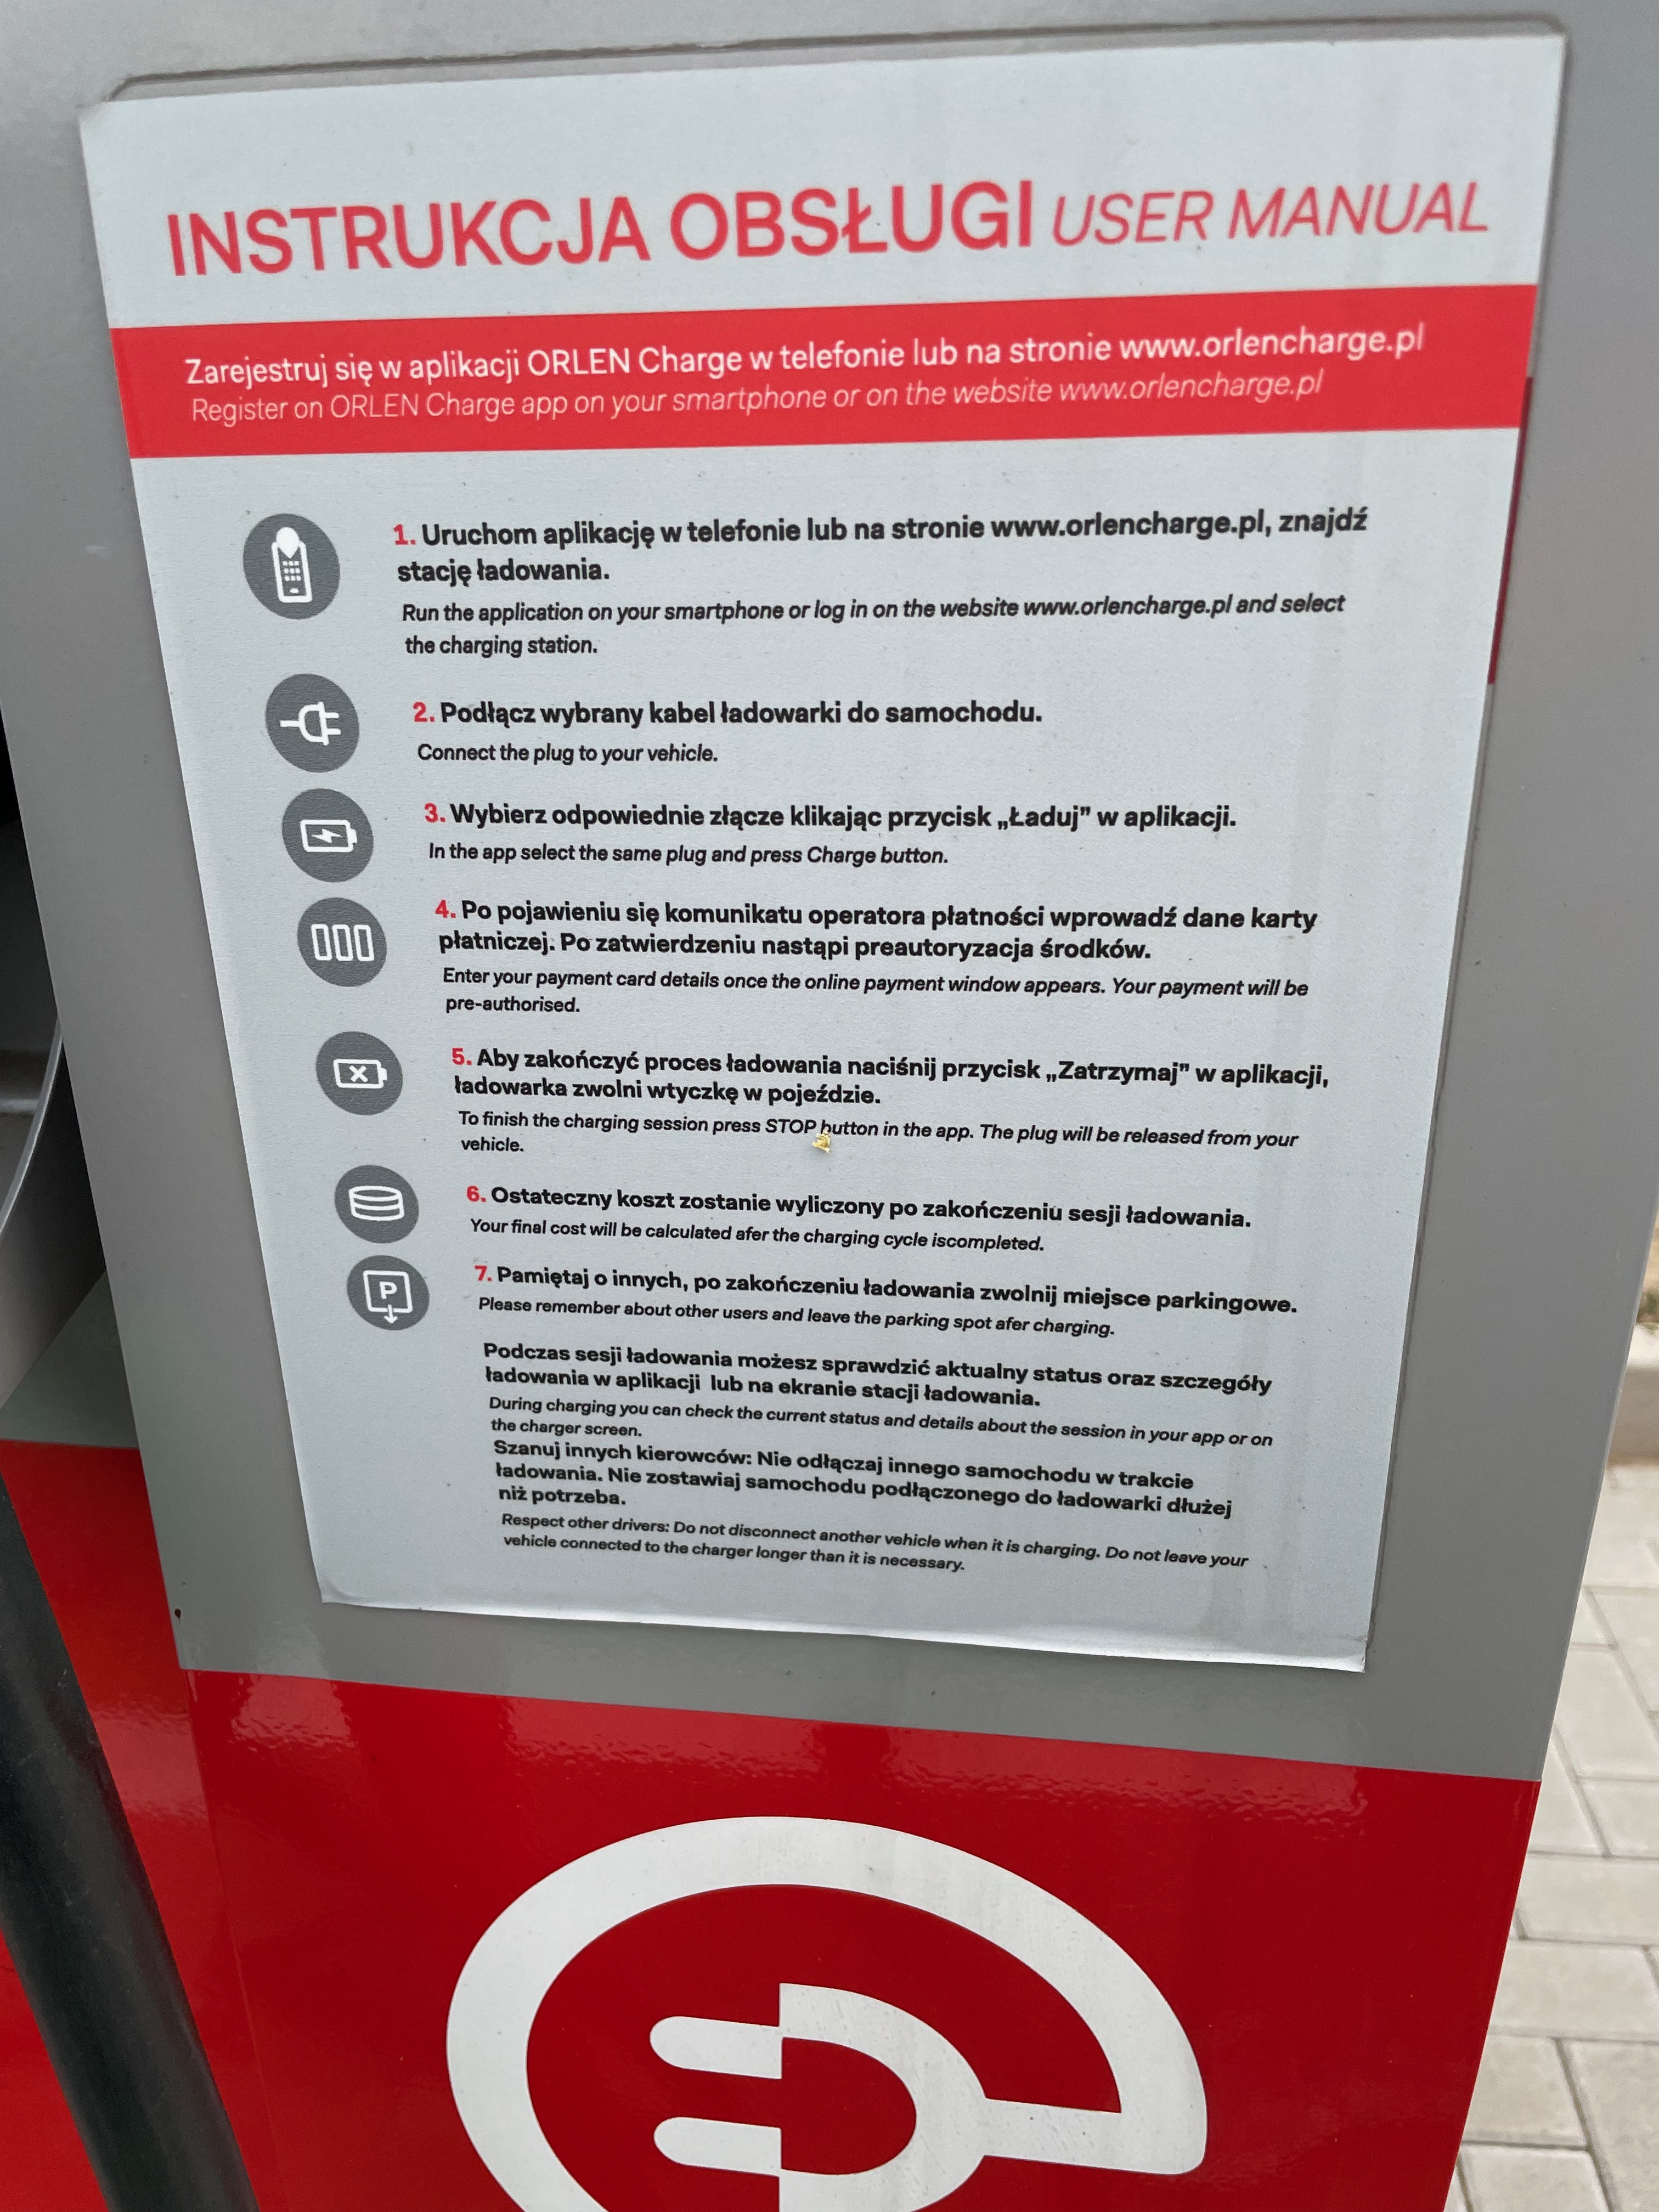 INSTRUKCJA OBSŁUGI USER MANUAL
Zarejestruj się w aplikacji ORLEN Charge w telefonie lub na stronie www.orlencharge.pl
Register on ORLEN Charge app on your smartphone or on the website www.orlencharge.pl
1. Uruchom aplikację w telefonie lub na stronie www.orlencharge.pl, znajdź
stację ładowania.
Run the application on your smartphone or log in on the website www.orlencharge.pl and select
the charging station.
2. Podłącz wybrany kabel ładowarki do samochodu.
Connect the plug to your vehicle.
3. Wybierz odpowiednie złącze klikając przycisk „Ładuj” w aplikacji.
In the app select the same plug and press Charge button.
4. Po pojawieniu się komunikatu operatora płatności wprowadź dane karty
płatniczej. Po zatwierdzeniu nastąpi preautoryzacja środków.
Enter your payment card details once the online payment window appears. Your payment will be
pre-authorised.
5. Aby zakończyć proces ładowania naciśnij przycisk „Zatrzymaj” w aplikacji,
ładowarka zwolni wtyczkę w pojeździe.
To finish the charging session press STOP button in the app. The plug will be released from your
vehicle.
6. Ostateczny koszt zostanie wyliczony po zakończeniu sesji ładowania.
Your final cost will be calculated afer the charging cycle iscompleted.
P
7. Pamiętaj o innych, po zakończeniu ładowania zwolnij miejsce parkingowe.
Please remember about other users and leave the parking spot afer charging.
Podczas sesji ładowania możesz sprawdzić aktualny status oraz szczegóły
ładowania w aplikacji lub na ekranie stacji ładowania.
During charging you can check the current status and details about the session in your app or on
the charger screen.
Szanuj innych kierowców: Nie odłączaj innego samochodu w trakcie
ładowania. Nie zostawiaj samochodu podłączonego do ładowarki dłużej
niż potrzeba.
Respect other drivers: Do not disconnect another vehicle when it is charging. Do not leave your
vehicle connected to the charger longer than it is necessary.